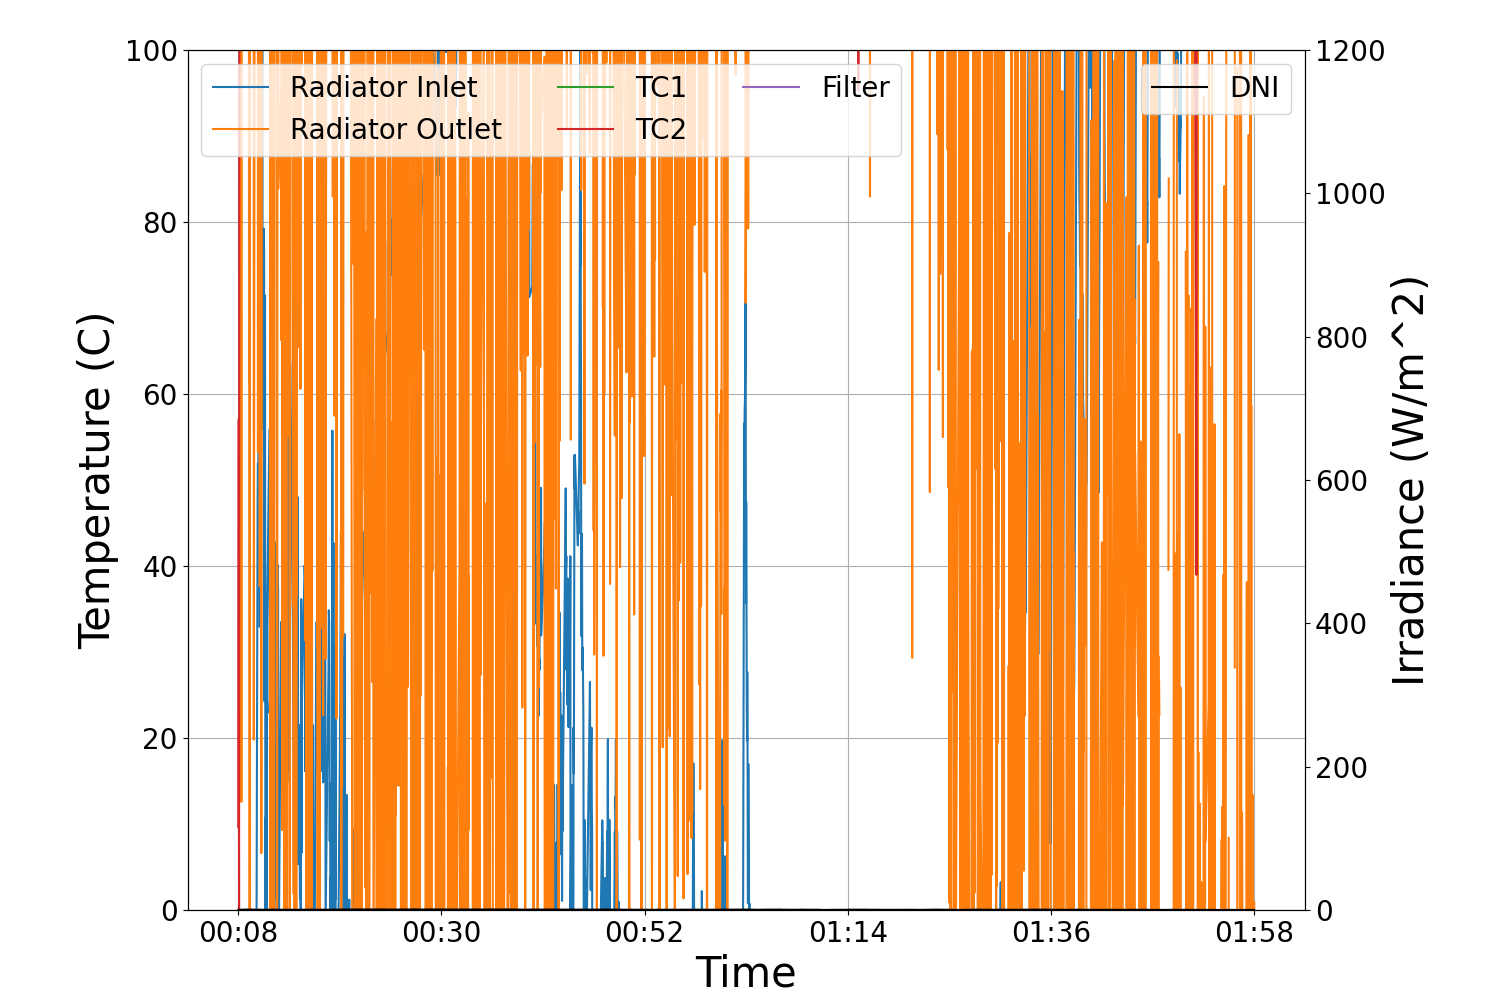 100
80
60
40
20
0
Temperature (C)
Radiator Inlet
Radiator Outlet
TC1
TC2
Filter
DNI
1200
1000
800
600
400
200
0
Irradiance (W/m^2)
00:08 00:30 00:52 01:14 01:36 01:58
Time